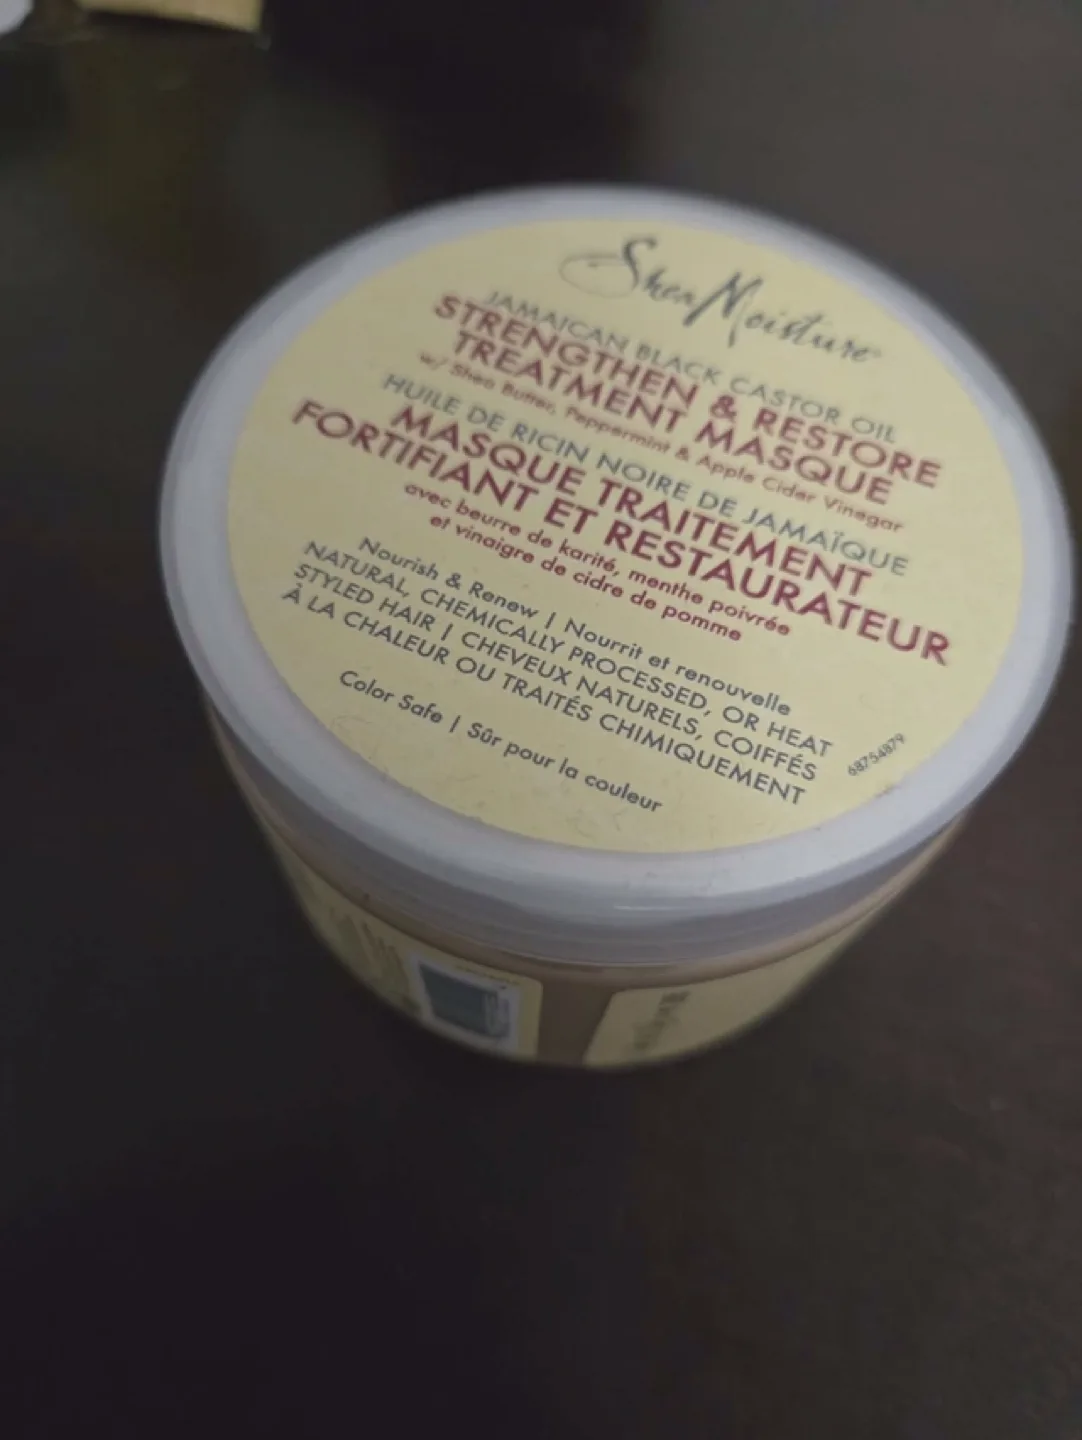 SheaMoisture
JAMAICAN BLACK CASTOR OIL
STRENGTHEN & RESTORE
TREATMENT MASQUE
w/ Shea Butter, Peppermint & Apple Cider Vinegar
HUILE DE RICIN NOIRE DE JAMAÏQUE
MASQUE TRAITEMENT
FORTIFIANT ET RESTAURATEUR
avec beurre de karité, menthe poivrée
et vinaigre de cidre de pomme
Nourish & Renew | Nourrit et renouvelle
NATURAL, CHEMICALLY PROCESSED, OR HEAT
STYLED HAIR | CHEVEUX NATURELS, COIFFÉS
À LA CHALEUR OU TRAITÉS CHIMIQUEMENT
Color Safe | Sûr pour la couleur
68754879